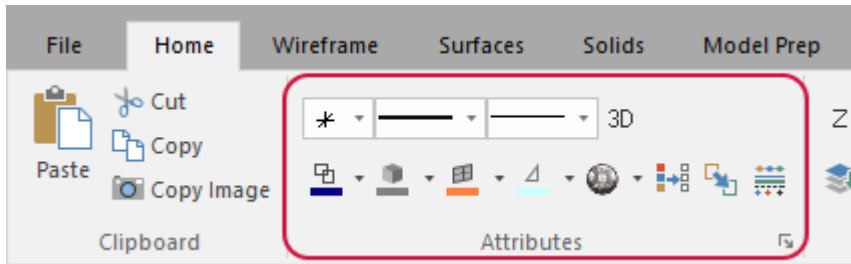 File Home Wireframe Surfaces Solids Model Prep
Cut
3D Z
Copy
Paste
Copy Image
Clipboard Attributes